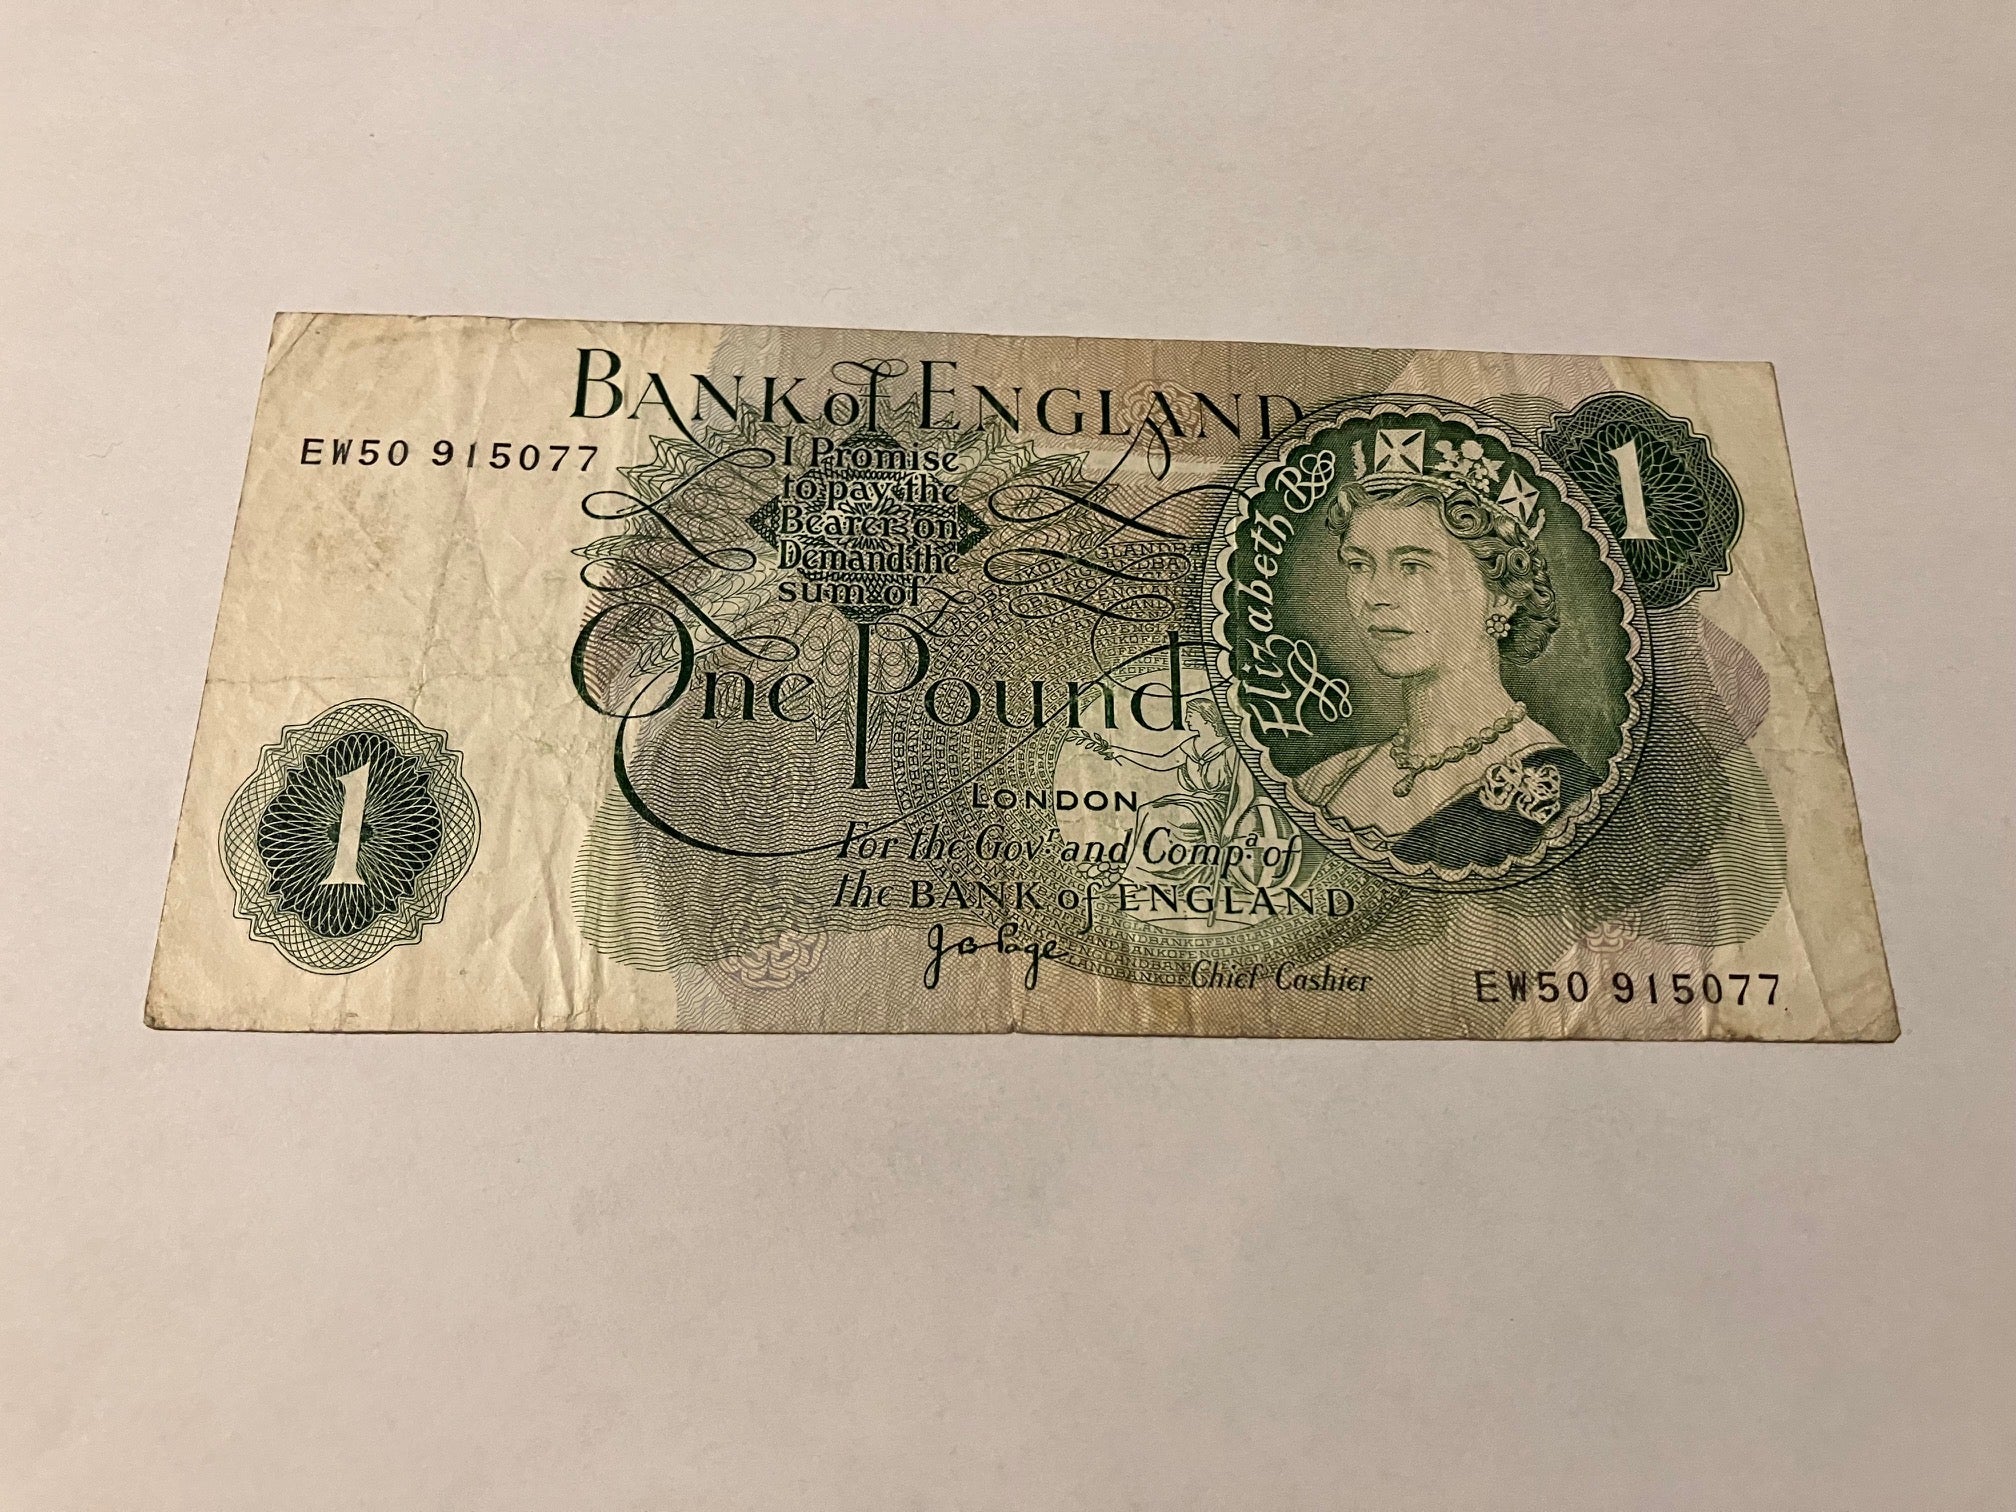 BANK of ENGLAND
EW50 915077
I Promise
to pay the
Bearer on
Demand the
sum of
One Pound
LONDON
For the Govr. and Compa. of
the BANK of ENGLAND
J B Page
Chief Cashier
Elizabeth R
1
1
EW50 915077